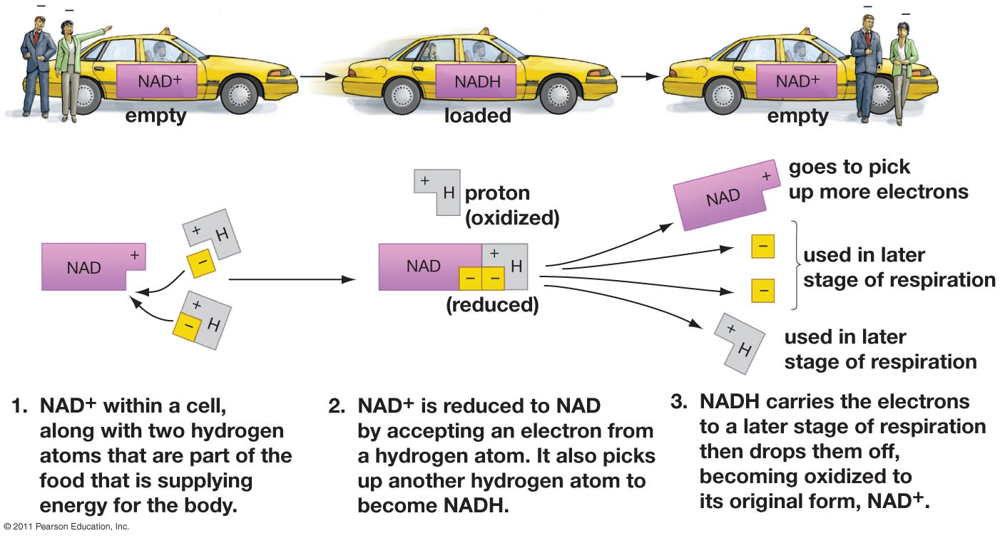 – –
NAD+
empty
NADH
loaded
– –
NAD+
empty
NAD +
+ H
–
+
– H
+ H
proton
(oxidized)
NAD + H
– –
(reduced)
NAD +
goes to pick
up more electrons
–
–
used in later
stage of respiration
+ H
used in later
stage of respiration
1. NAD+ within a cell,
along with two hydrogen
atoms that are part of the
food that is supplying
energy for the body.
2. NAD+ is reduced to NAD
by accepting an electron from
a hydrogen atom. It also picks
up another hydrogen atom to
become NADH.
3. NADH carries the electrons
to a later stage of respiration
then drops them off,
becoming oxidized to
its original form, NAD+.
© 2011 Pearson Education, Inc.